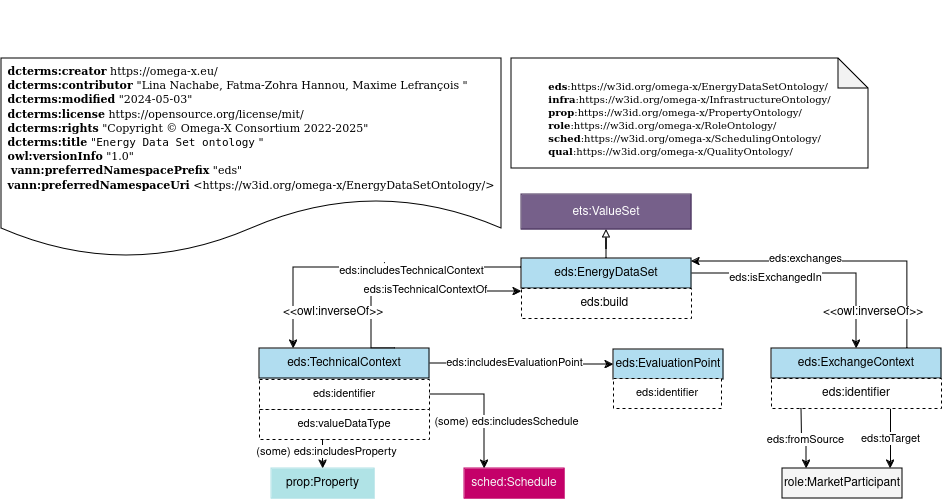 dcterms:creator https://omega-x.eu/
dcterms:contributor "Lina Nachabe, Fatma-Zohra Hannou, Maxime Lefrançois "
dcterms:modified "2024-05-03"
dcterms:license https://opensource.org/license/mit/
dcterms:rights "Copyright © Omega-X Consortium 2022-2025"
dcterms:title "Energy Data Set ontology "
owl:versionInfo "1.0"
vann:preferredNamespacePrefix "eds"
vann:preferredNamespaceUri <https://w3id.org/omega-x/EnergyDataSetOntology/>
eds:https://w3id.org/omega-x/EnergyDataSetOntology/
infra:https://w3id.org/omega-x/InfrastructureOntology/
prop:https://w3id.org/omega-x/PropertyOntology/
role:https://w3id.org/omega-x/RoleOntology/
sched:https://w3id.org/omega-x/SchedulingOntology/
qual:https://w3id.org/omega-x/QualityOntology/
ets:ValueSet
eds:exchanges
eds:includesTechnicalContext
eds:EnergyDataSet
eds:isExchangedIn
eds:isTechnicalContextOf
eds:build
<<owl:inverseOf>>
<<owl:inverseOf>>
eds:TechnicalContext
eds:includesEvaluationPoint
eds:EvaluationPoint
eds:ExchangeContext
eds:identifier
eds:identifier
eds:identifier
eds:valueDataType
(some) eds:includesSchedule
eds:fromSource
eds:toTarget
(some) eds:includesProperty
prop:Property
sched:Schedule
role:MarketParticipant